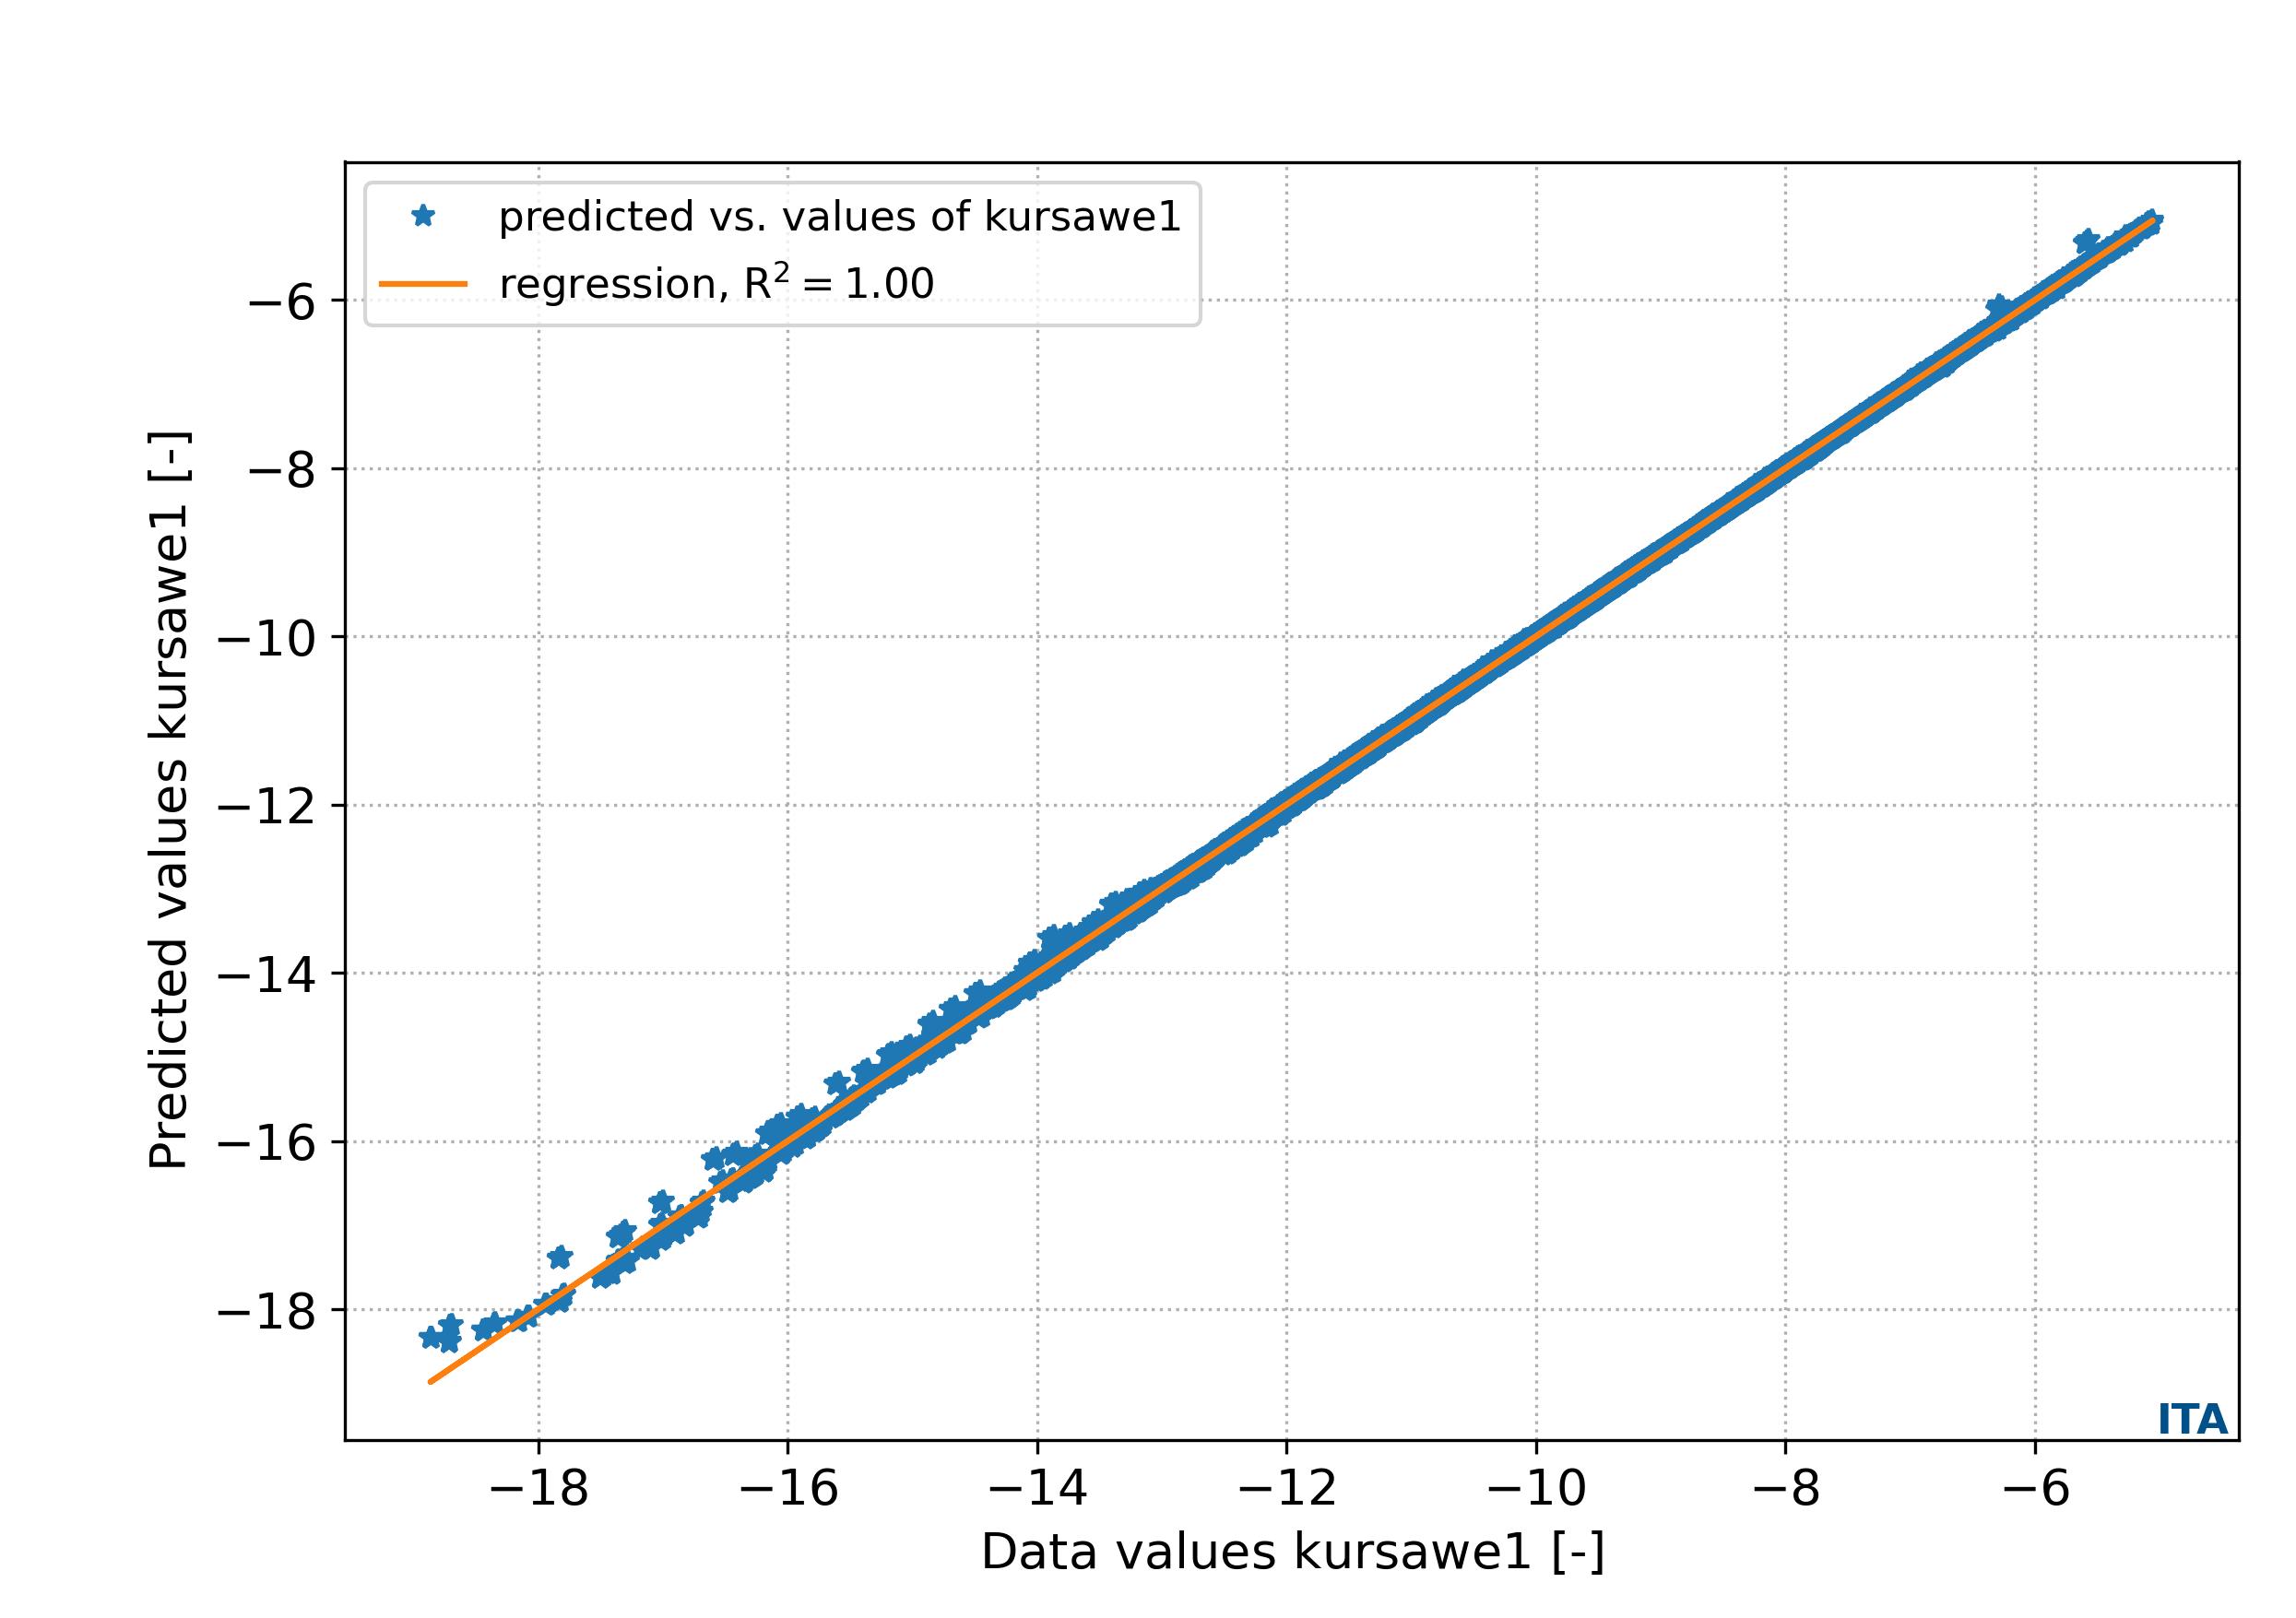 predicted vs. values of kursawe1
regression, R² = 1.00
Predicted values kursawe1 [-]
−6
−8
−10
−12
−14
−16
−18
ITA
−18 −16 −14 −12 −10 −8 −6
Data values kursawe1 [-]